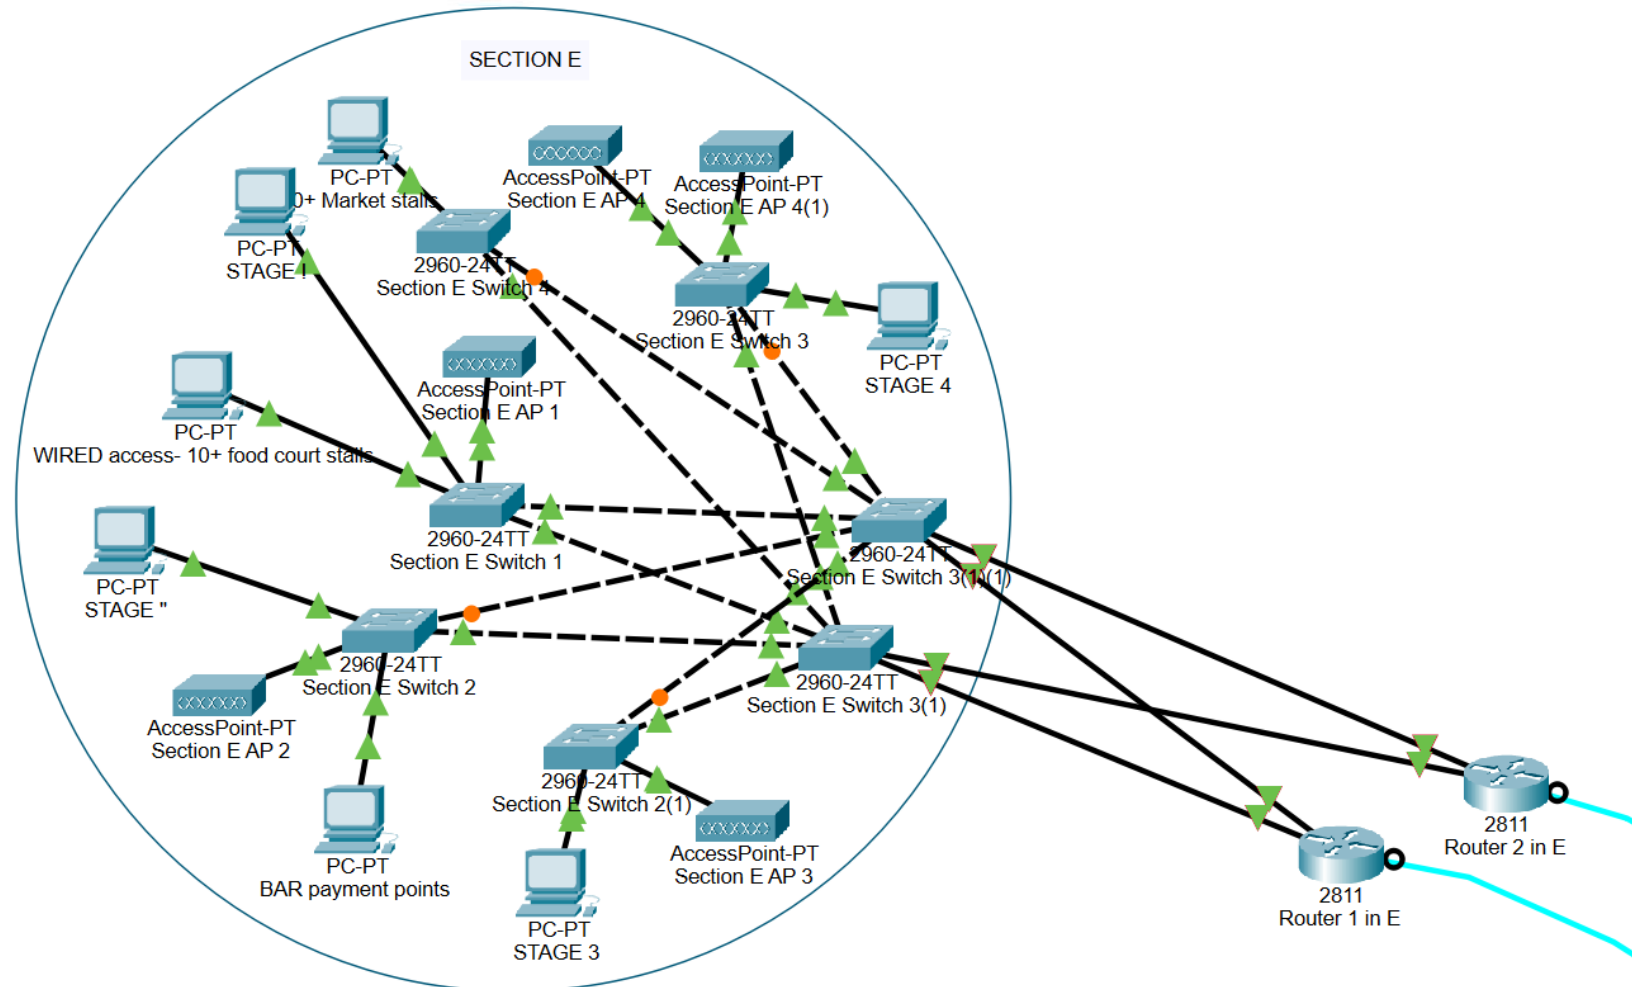 SECTION E
PC-PT
0+ Market stalls
AccessPoint-PT
Section E AP 4
AccessPoint-PT
Section E AP 4(1)
PC-PT
STAGE !
2960-24TT
Section E Switch 4
2960-24TT
Section E Switch 3
PC-PT
STAGE 4
AccessPoint-PT
Section E AP 1
PC-PT
WIRED access- 10+ food court stalls
2960-24TT
Section E Switch 1
2960-24TT
Section E Switch 3(1)(1)
PC-PT
STAGE "
2960-24TT
Section E Switch 2
2960-24TT
Section E Switch 3(1)
AccessPoint-PT
Section E AP 2
2960-24TT
Section E Switch 2(1)
PC-PT
BAR payment points
AccessPoint-PT
Section E AP 3
PC-PT
STAGE 3
2811
Router 2 in E
2811
Router 1 in E